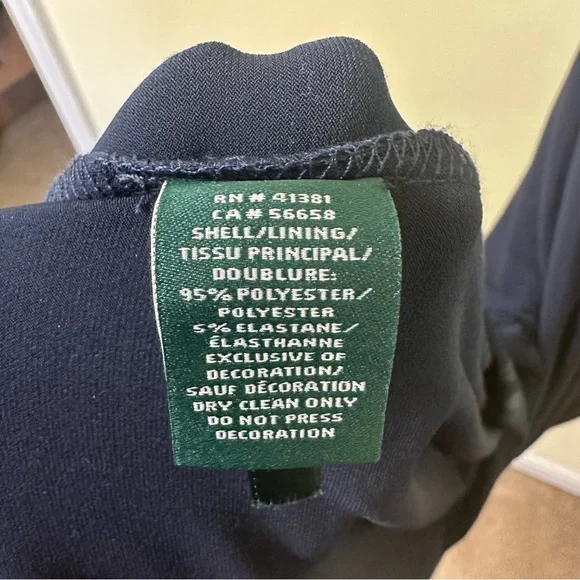 RN # 41381
CA # 56658
SHELL/LINING/
TISSU PRINCIPAL/
DOUBLURE:
95% POLYESTER/
POLYESTER
5% ELASTANE/
ÉLASTHANNE
EXCLUSIVE OF
DECORATION/
SAUF DÉCORATION
DRY CLEAN ONLY
DO NOT PRESS
DECORATION